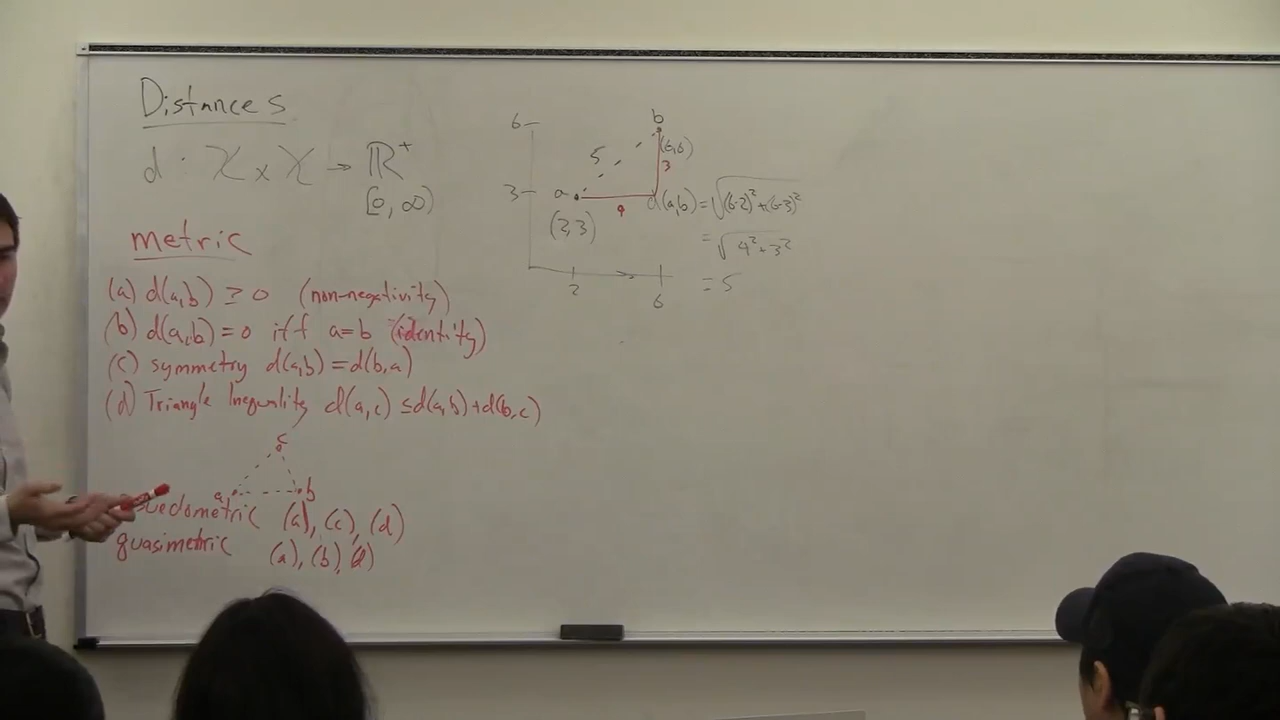 Distances
d : X × X → ℝ⁺
[0, ∞)
metric
(a) d(a,b) ≥ 0 (non-negativity)
(b) d(a,b) = 0 iff a=b (identity)
(c) symmetry d(a,b) = d(b,a)
(d) Triangle Inequality d(a,c) ≤ d(a,b) + d(b,c)
c
a b
suedometric (a), (c), (d)
quasimetric (a), (b), (d)
6
b
(6,6)
5
3
3
a
4
(2,3)
d(a,b) = √(6-2)² + (6-3)²
= √4² + 3²
= 5
2
6